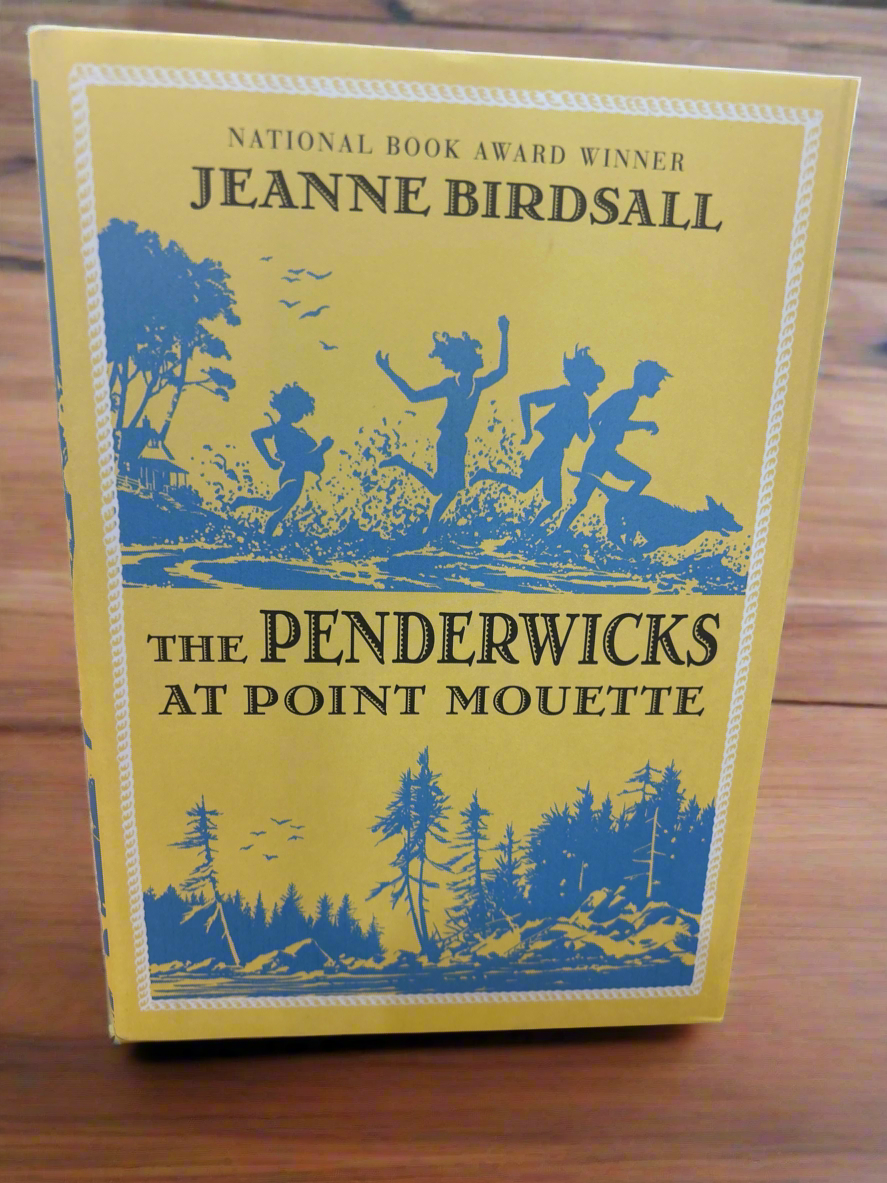 NATIONAL BOOK AWARD WINNER
JEANNE BIRDSALL
THE PENDERWICKS
AT POINT MOUETTE